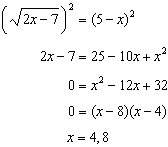 (√(2x − 7))² = (5 − x)²
2x − 7 = 25 − 10x + x²
0 = x² − 12x + 32
0 = (x − 8)(x − 4)
x = 4, 8